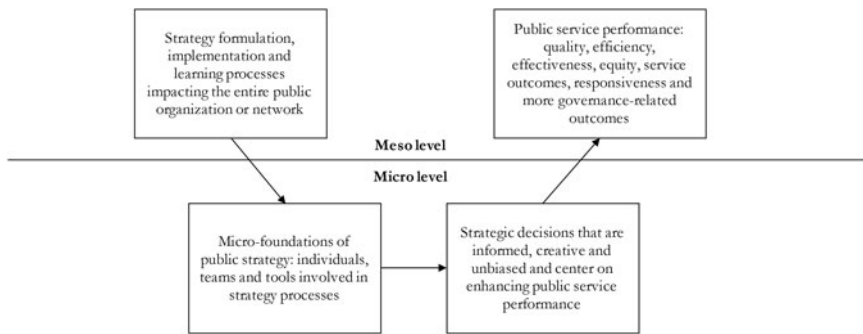 Strategy formulation,
implementation and
learning processes
impacting the entire public
organization or network
Public service performance:
quality, efficiency,
effectiveness, equity, service
outcomes, responsiveness and
more governance-related
outcomes
Meso level
Micro level
Micro-foundations of
public strategy: individuals,
teams and tools involved in
strategy processes
Strategic decisions that are
informed, creative and
unbiased and center on
enhancing public service
performance